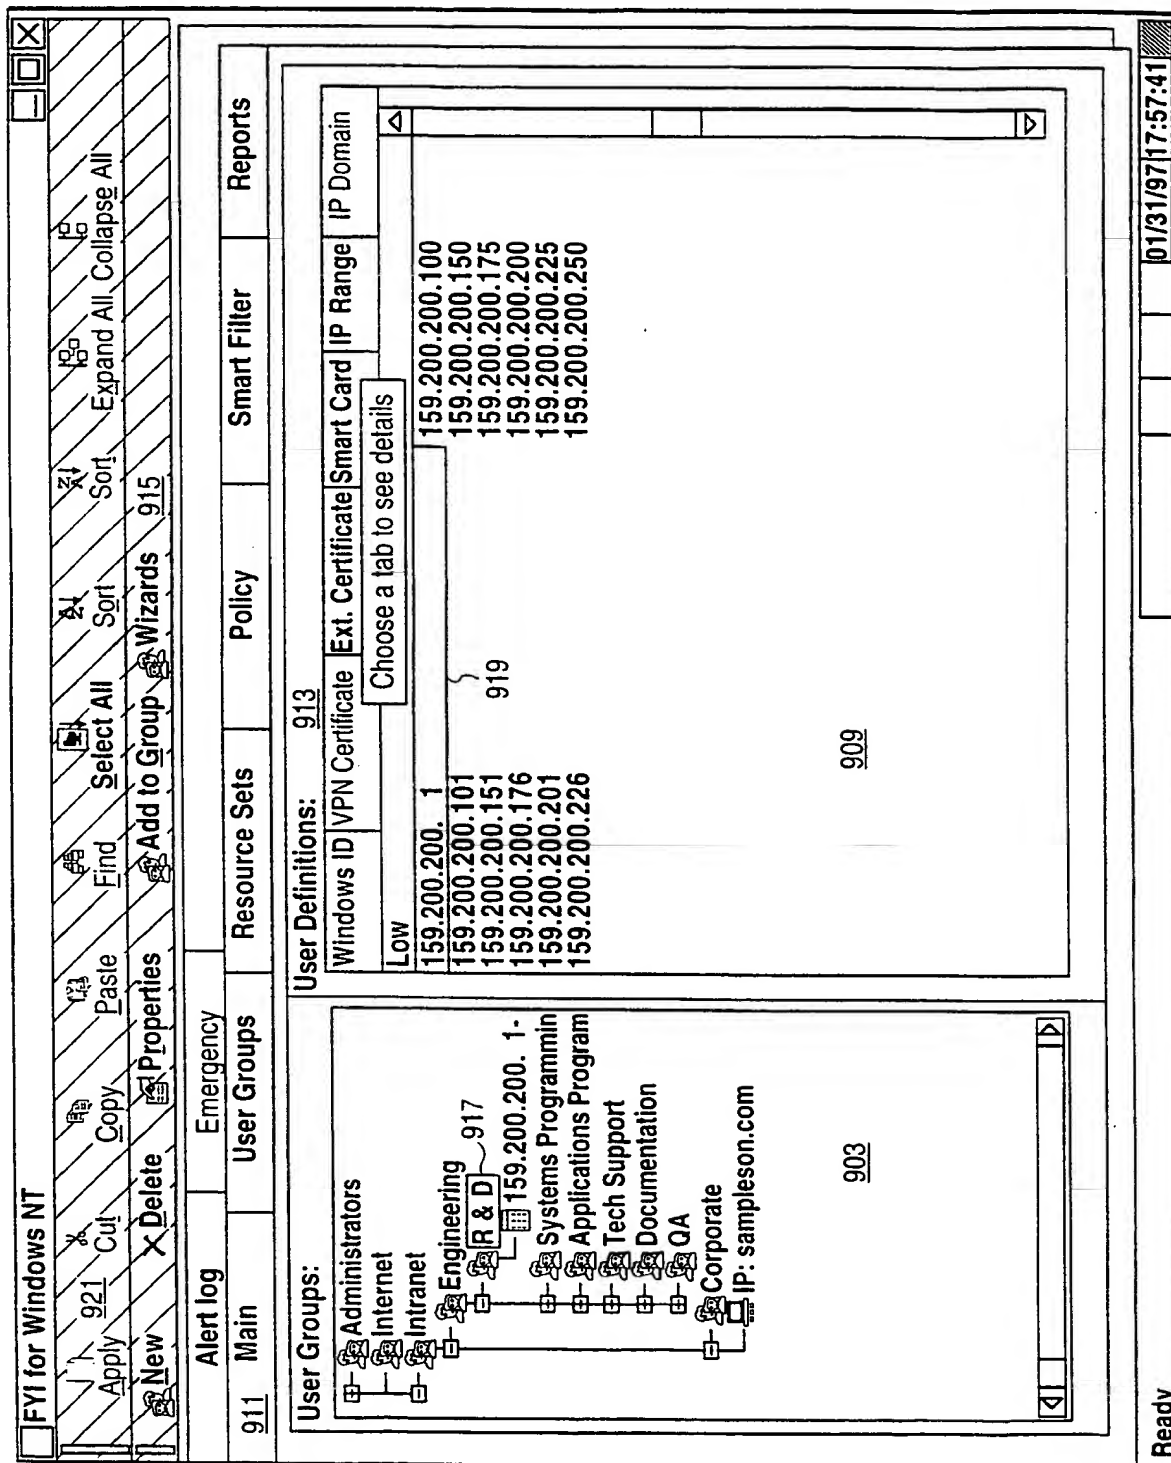 FYI for Windows NT
Apply 921 Cut Copy Paste Find Select All Sort Sort Expand All Collapse All
New Delete Properties Add to Group Wizards 915
Alert log Emergency
911 Main User Groups Resource Sets Policy Smart Filter Reports
User Groups:
Administrators
Internet
Intranet
Engineering
R & D 917
159.200.200. 1-
Systems Programmin
Applications Program
Tech Support
Documentation
QA
Corporate
IP: sampleson.com
903
User Definitions: 913
Windows ID VPN Certificate Ext. Certificate Smart Card IP Range IP Domain
Choose a tab to see details
Low
159.200.200. 1 159.200.200.100
159.200.200.101 159.200.200.150
159.200.200.151 159.200.200.175
159.200.200.176 159.200.200.200
159.200.200.201 159.200.200.225
159.200.200.226 159.200.200.250
919
909
Ready 01/31/97 17:57:41